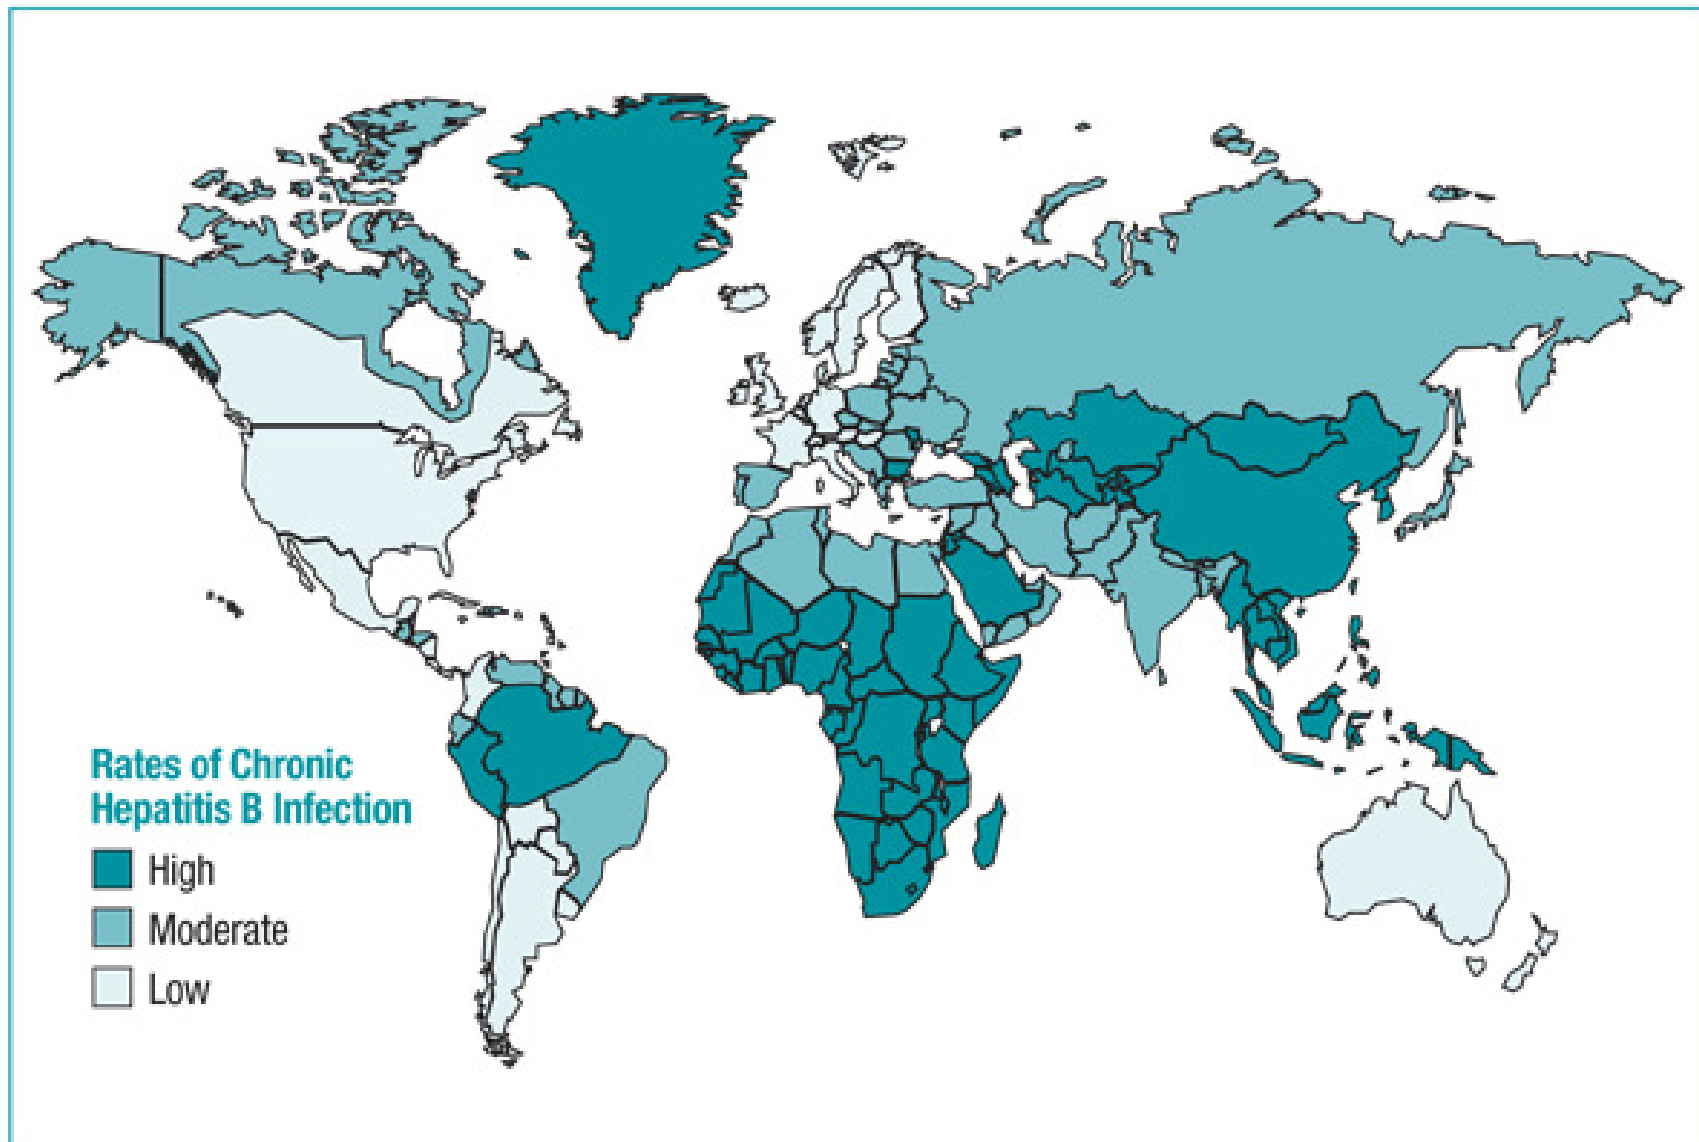 Rates of Chronic
Hepatitis B Infection
High
Moderate
Low